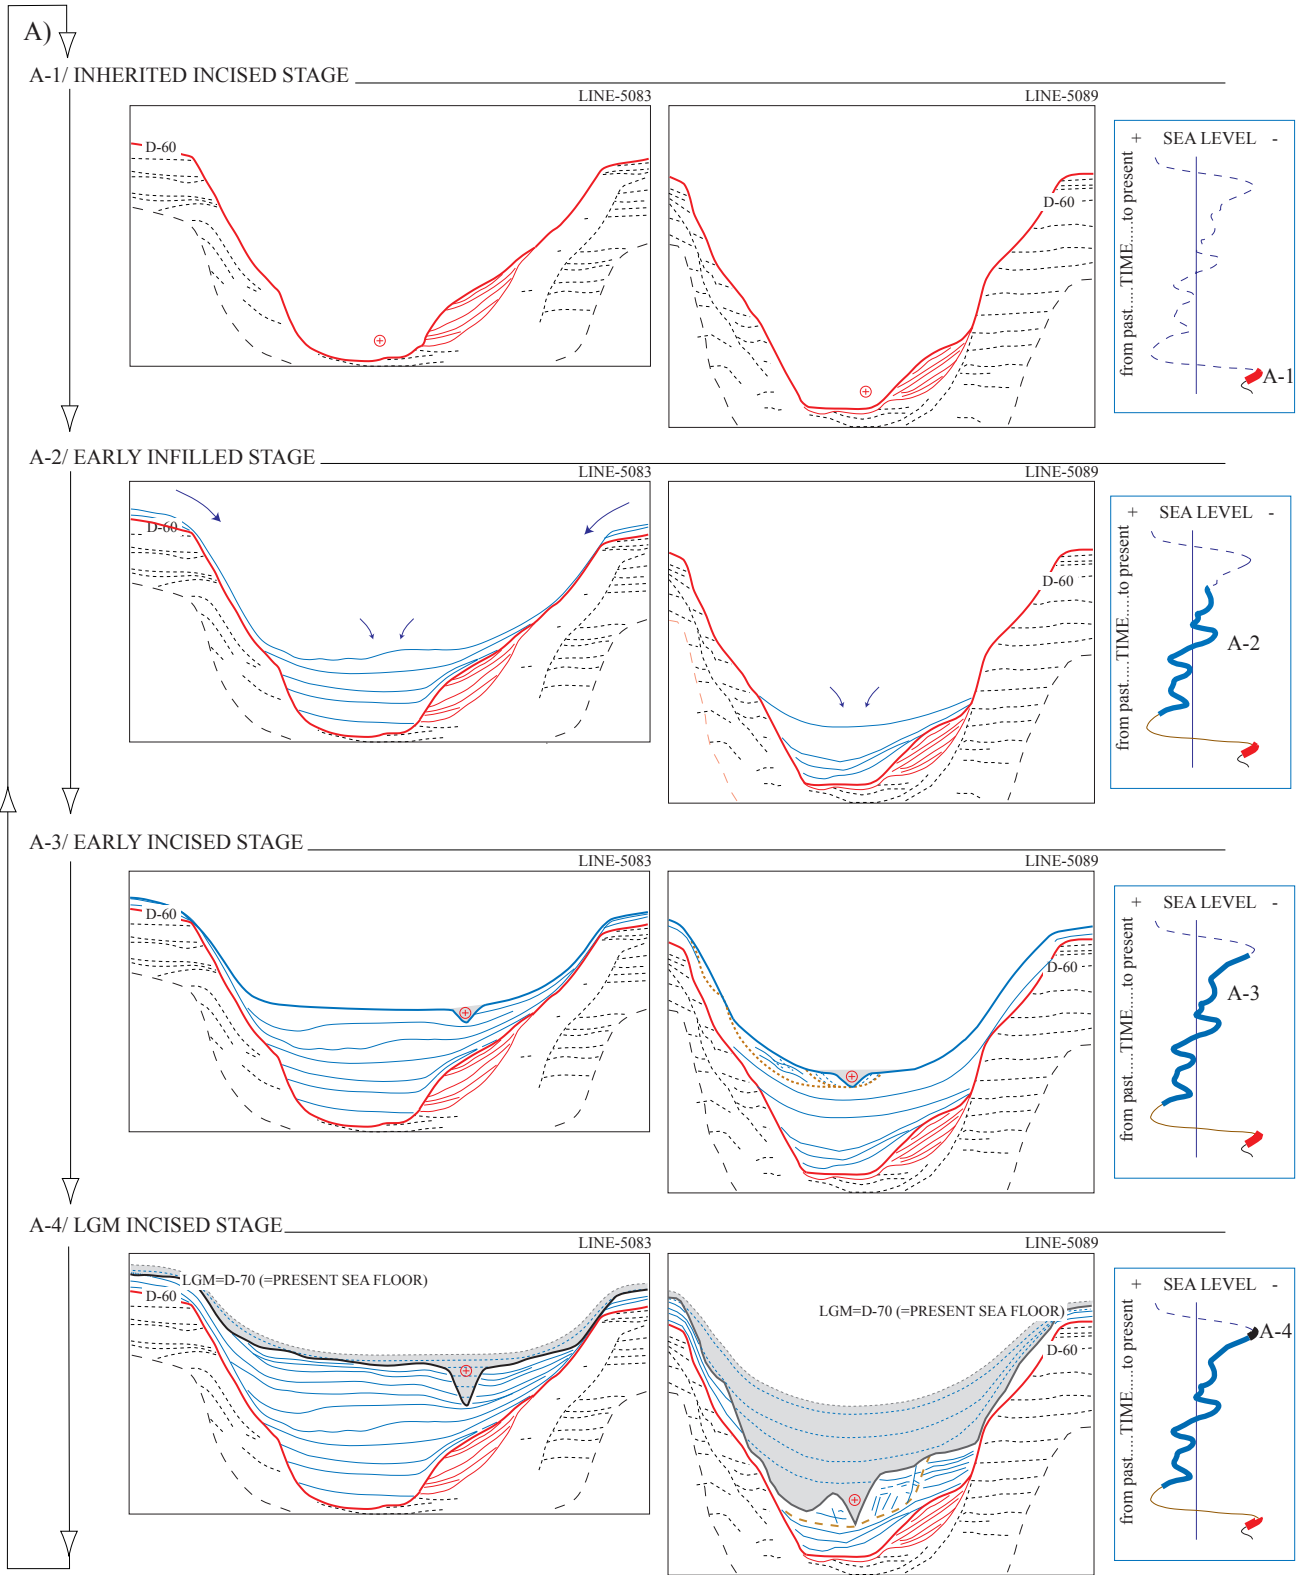 A)
A-1/ INHERITED INCISED STAGE
LINE-5083
LINE-5089
D-60
D-60
+ SEA LEVEL -
from past.....TIME.....to present
A-1
A-2/ EARLY INFILLED STAGE
LINE-5083
LINE-5089
D-60
D-60
+ SEA LEVEL -
from past.....TIME.....to present
A-2
A-3/ EARLY INCISED STAGE
LINE-5083
LINE-5089
D-60
D-60
+ SEA LEVEL -
from past.....TIME.....to present
A-3
A-4/ LGM INCISED STAGE
LINE-5083
LINE-5089
LGM=D-70 (=PRESENT SEA FLOOR)
D-60
LGM=D-70 (=PRESENT SEA FLOOR)
D-60
+ SEA LEVEL -
from past.....TIME.....to present
A-4